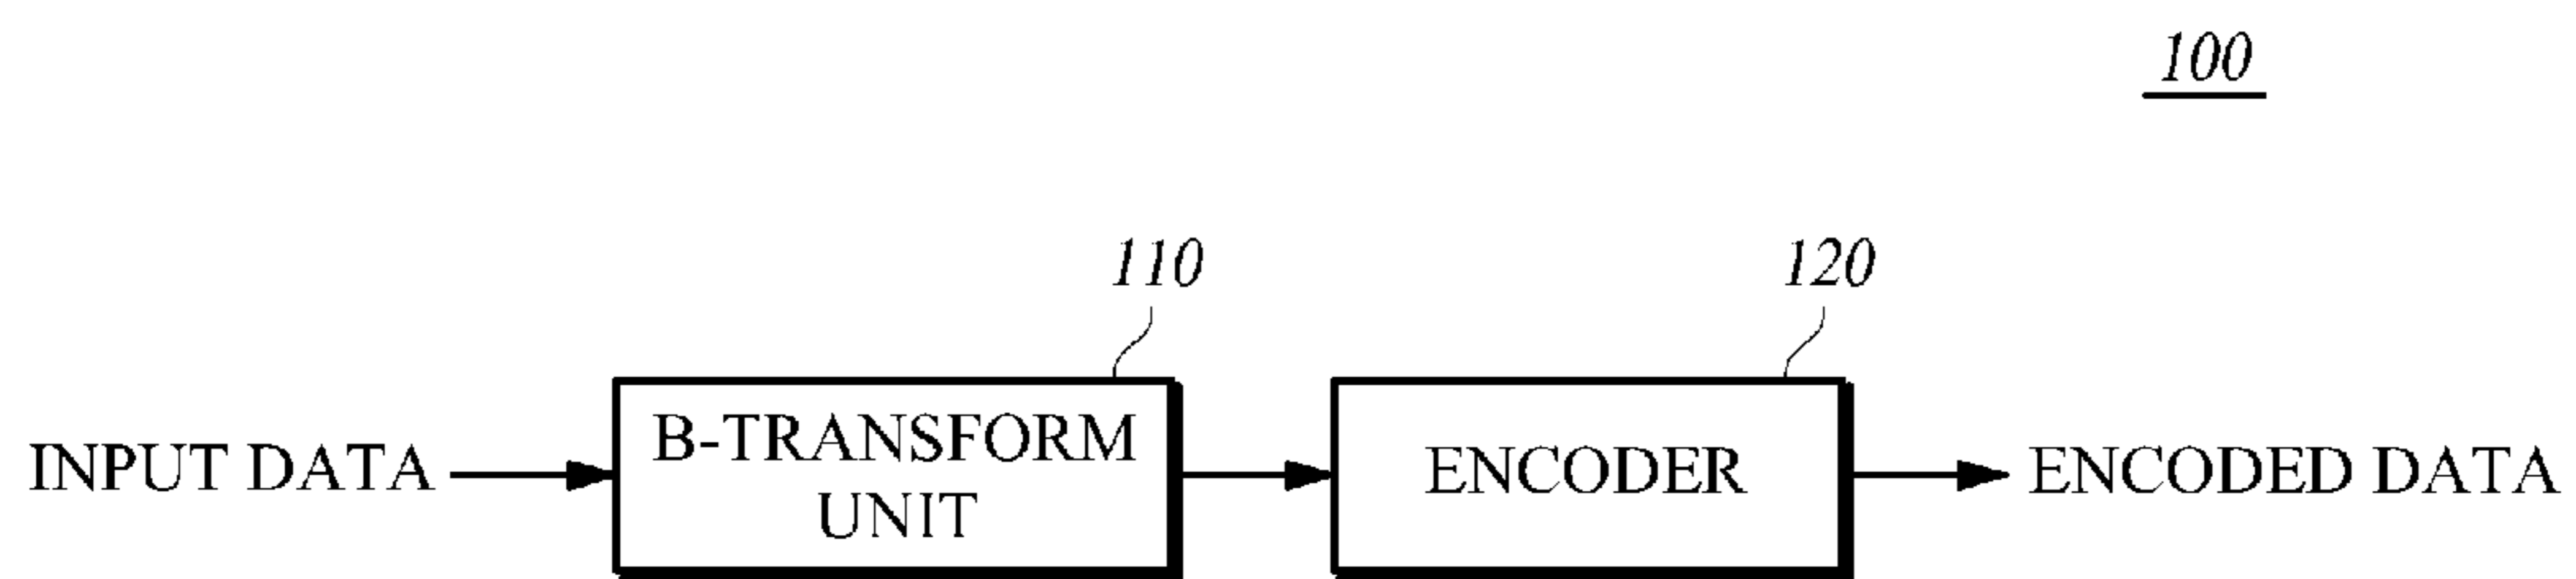 100
110
120
INPUT DATA
B-TRANSFORM
UNIT
ENCODER
ENCODED DATA